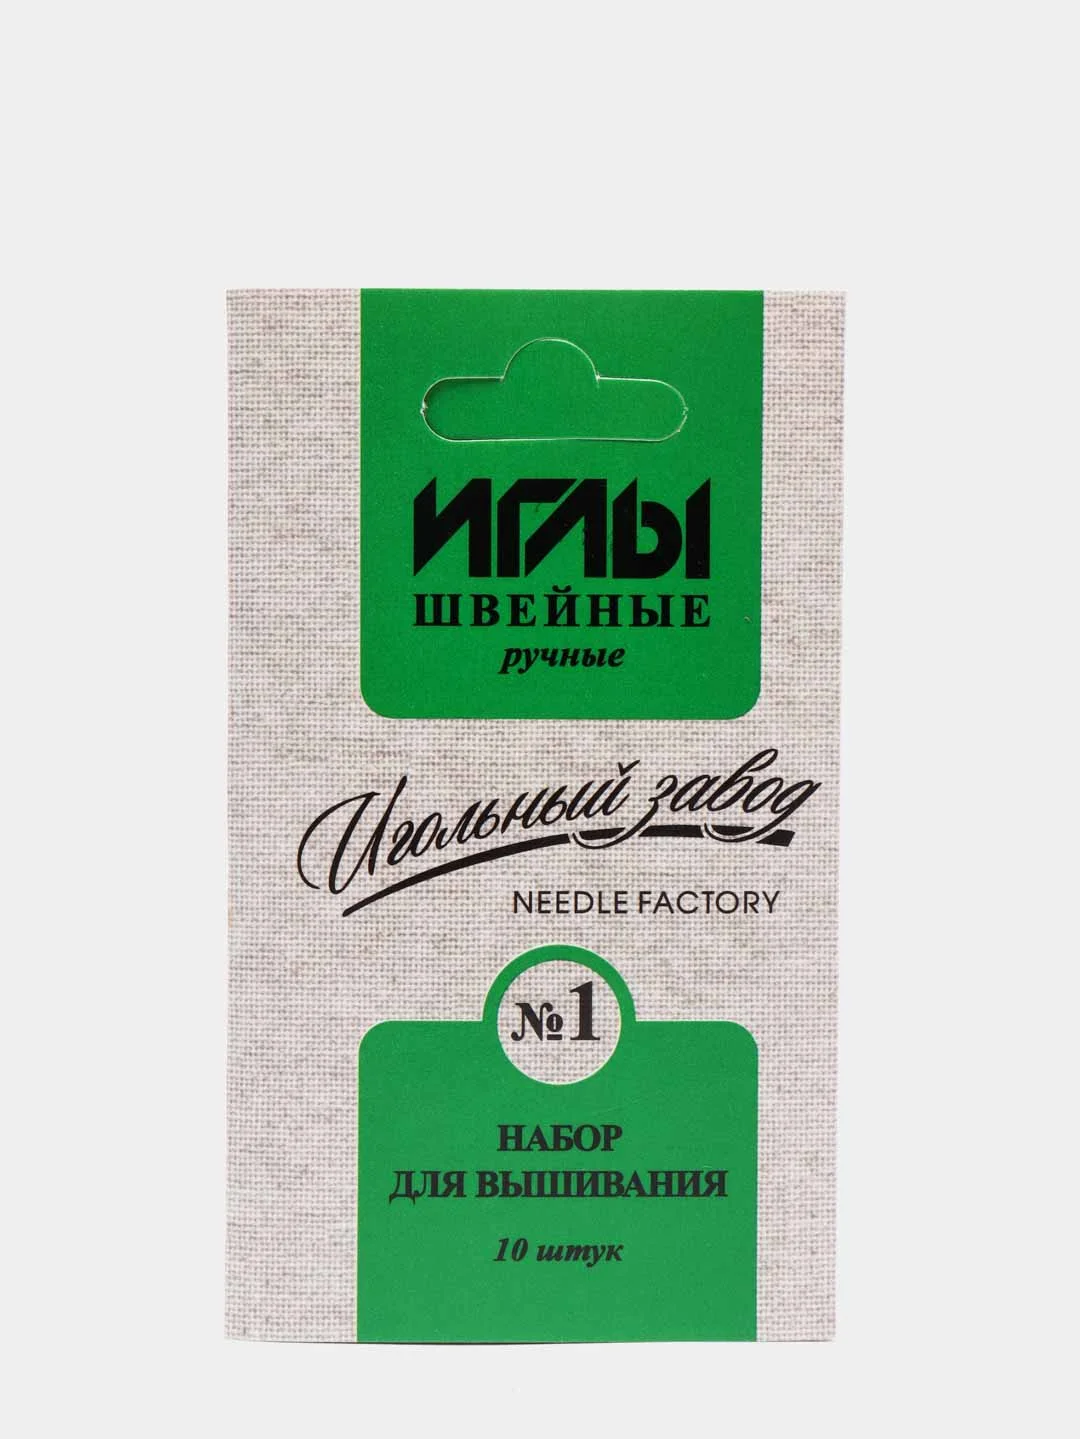 ИГЛЫ
ШВЕЙНЫЕ
ручные
Игольный завод
NEEDLE FACTORY
№1
НАБОР
ДЛЯ ВЫШИВАНИЯ
10 штук